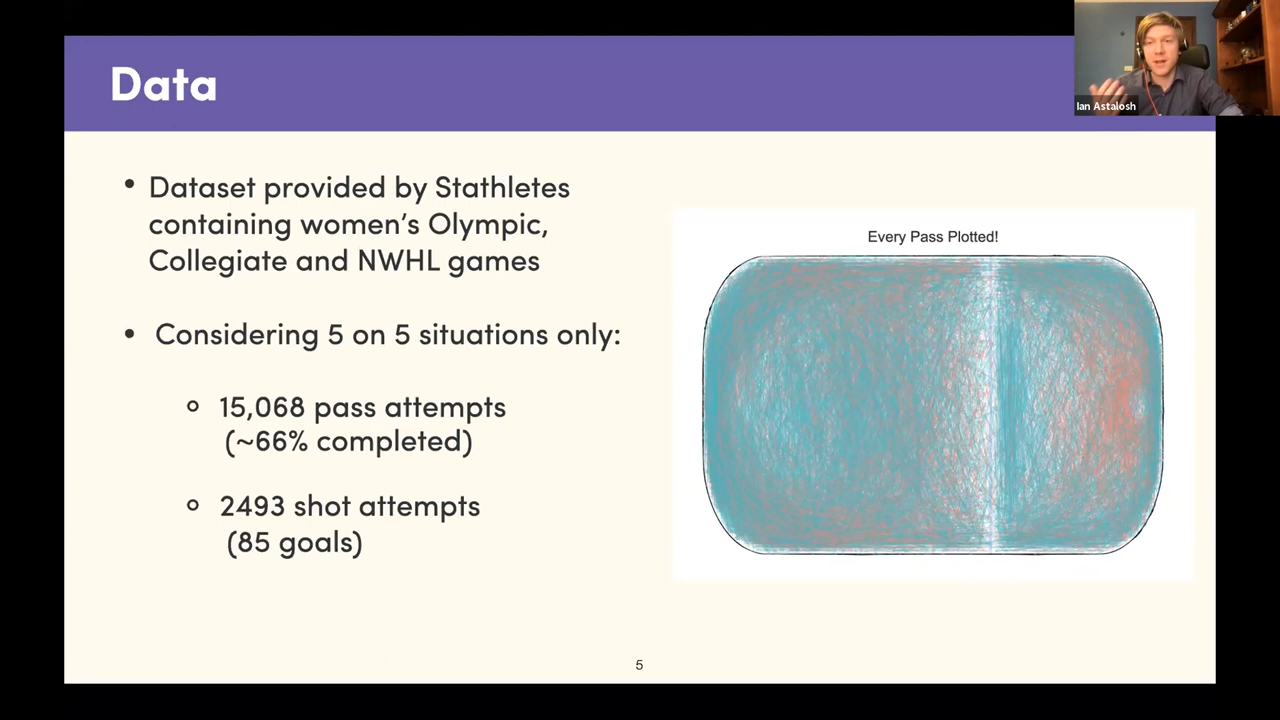 Data
Ian Astalosh
• Dataset provided by Stathletes
containing women's Olympic,
Collegiate and NWHL games
• Considering 5 on 5 situations only:
○ 15,068 pass attempts
(~66% completed)
○ 2493 shot attempts
(85 goals)
Every Pass Plotted!
5